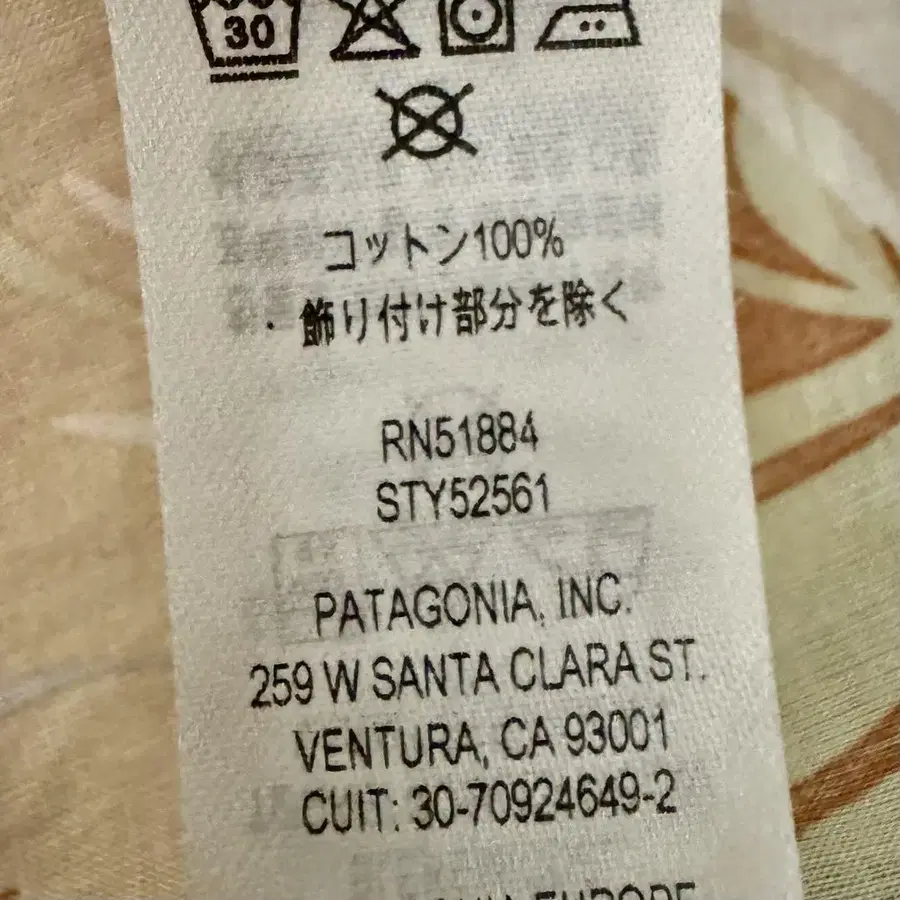 30
コットン100%
・飾り付け部分を除く
RN51884
STY52561
PATAGONIA, INC.
259 W SANTA CLARA ST.
VENTURA, CA 93001
CUIT: 30-70924649-2
EUROPE